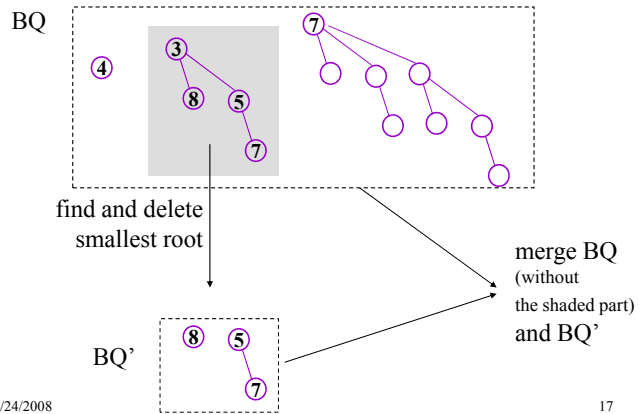 BQ
4
3
8
5
7
7
find and delete
smallest root
merge BQ
(without
the shaded part)
and BQ’
BQ’
8
5
7
/24/2008
17